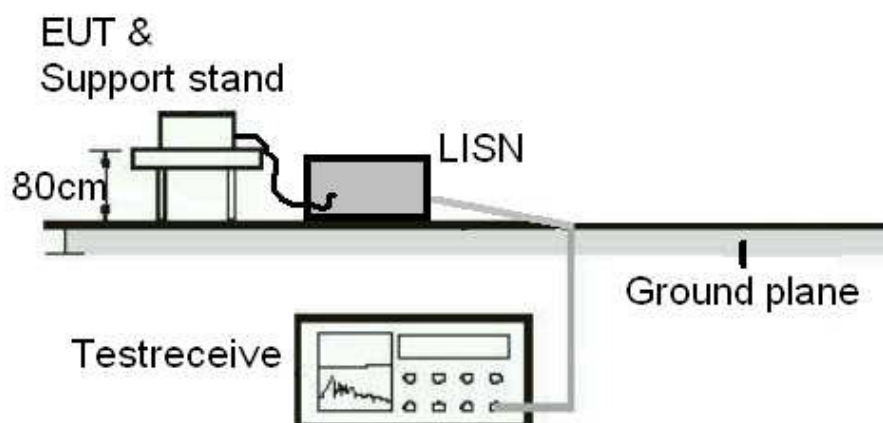 EUT &
Support stand
LISN
80cm
Ground plane
Testreceive